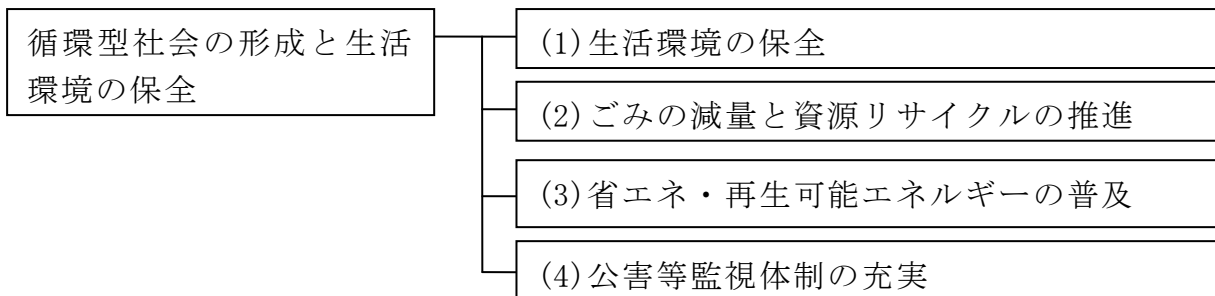 循環型社会の形成と生活
環境の保全
(1)生活環境の保全
(2)ごみの減量と資源リサイクルの推進
(3)省エネ・再生可能エネルギーの普及
(4)公害等監視体制の充実